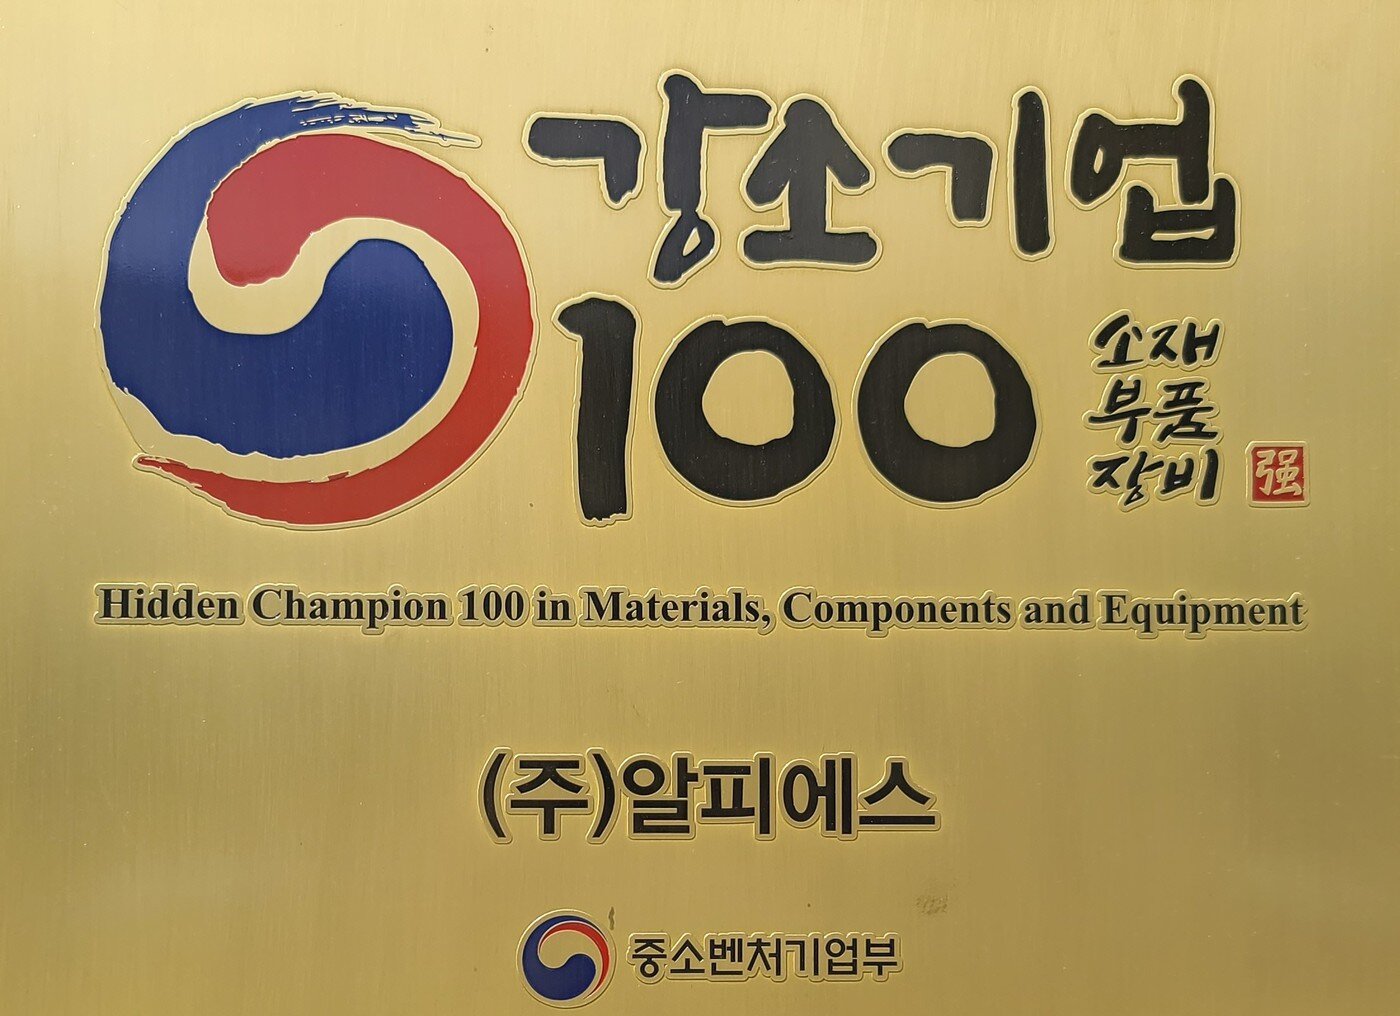 강소기업
100
소재
부품
장비
强
Hidden Champion 100 in Materials, Components and Equipment
(주)알피에스
중소벤처기업부